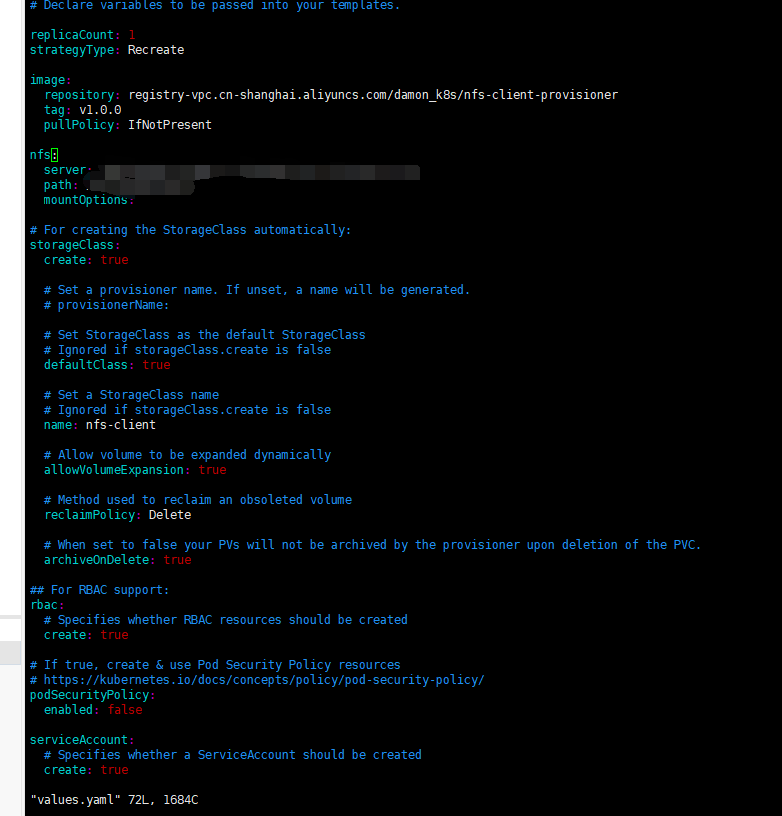 # Declare variables to be passed into your templates.
replicaCount: 1
strategyType: Recreate
image:
  repository: registry-vpc.cn-shanghai.aliyuncs.com/damon_k8s/nfs-client-provisioner
  tag: v1.0.0
  pullPolicy: IfNotPresent
nfs:
  server:
  path:
  mountOptions:
# For creating the StorageClass automatically:
storageClass:
  create: true
  # Set a provisioner name. If unset, a name will be generated.
  # provisionerName:
  # Set StorageClass as the default StorageClass
  # Ignored if storageClass.create is false
  defaultClass: true
  # Set a StorageClass name
  # Ignored if storageClass.create is false
  name: nfs-client
  # Allow volume to be expanded dynamically
  allowVolumeExpansion: true
  # Method used to reclaim an obsoleted volume
  reclaimPolicy: Delete
  # When set to false your PVs will not be archived by the provisioner upon deletion of the PVC.
  archiveOnDelete: true
## For RBAC support:
rbac:
  # Specifies whether RBAC resources should be created
  create: true
# If true, create & use Pod Security Policy resources
# https://kubernetes.io/docs/concepts/policy/pod-security-policy/
podSecurityPolicy:
  enabled: false
serviceAccount:
  # Specifies whether a ServiceAccount should be created
  create: true
"values.yaml" 72L, 1684C